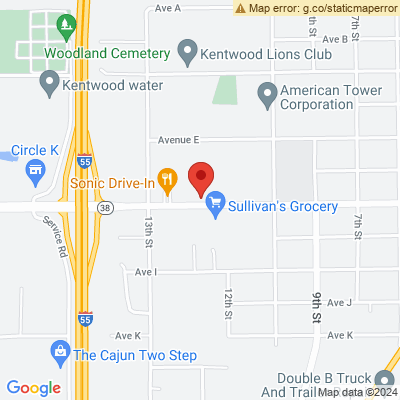 Map error: g.co/staticmaperror
Ave A
Ave B
Woodland Cemetery
Kentwood Lions Club
Kentwood water
American Tower
Corporation
Avenue E
Circle K
55
Sonic Drive-In
Sullivan's Grocery
38
Service Rd
13th St
7th St
Ave I
12th St
9th St
Ave J
55
Ave K
Ave K
The Cajun Two Step
Double B Truck
And Trail
Google
Map data ©2024